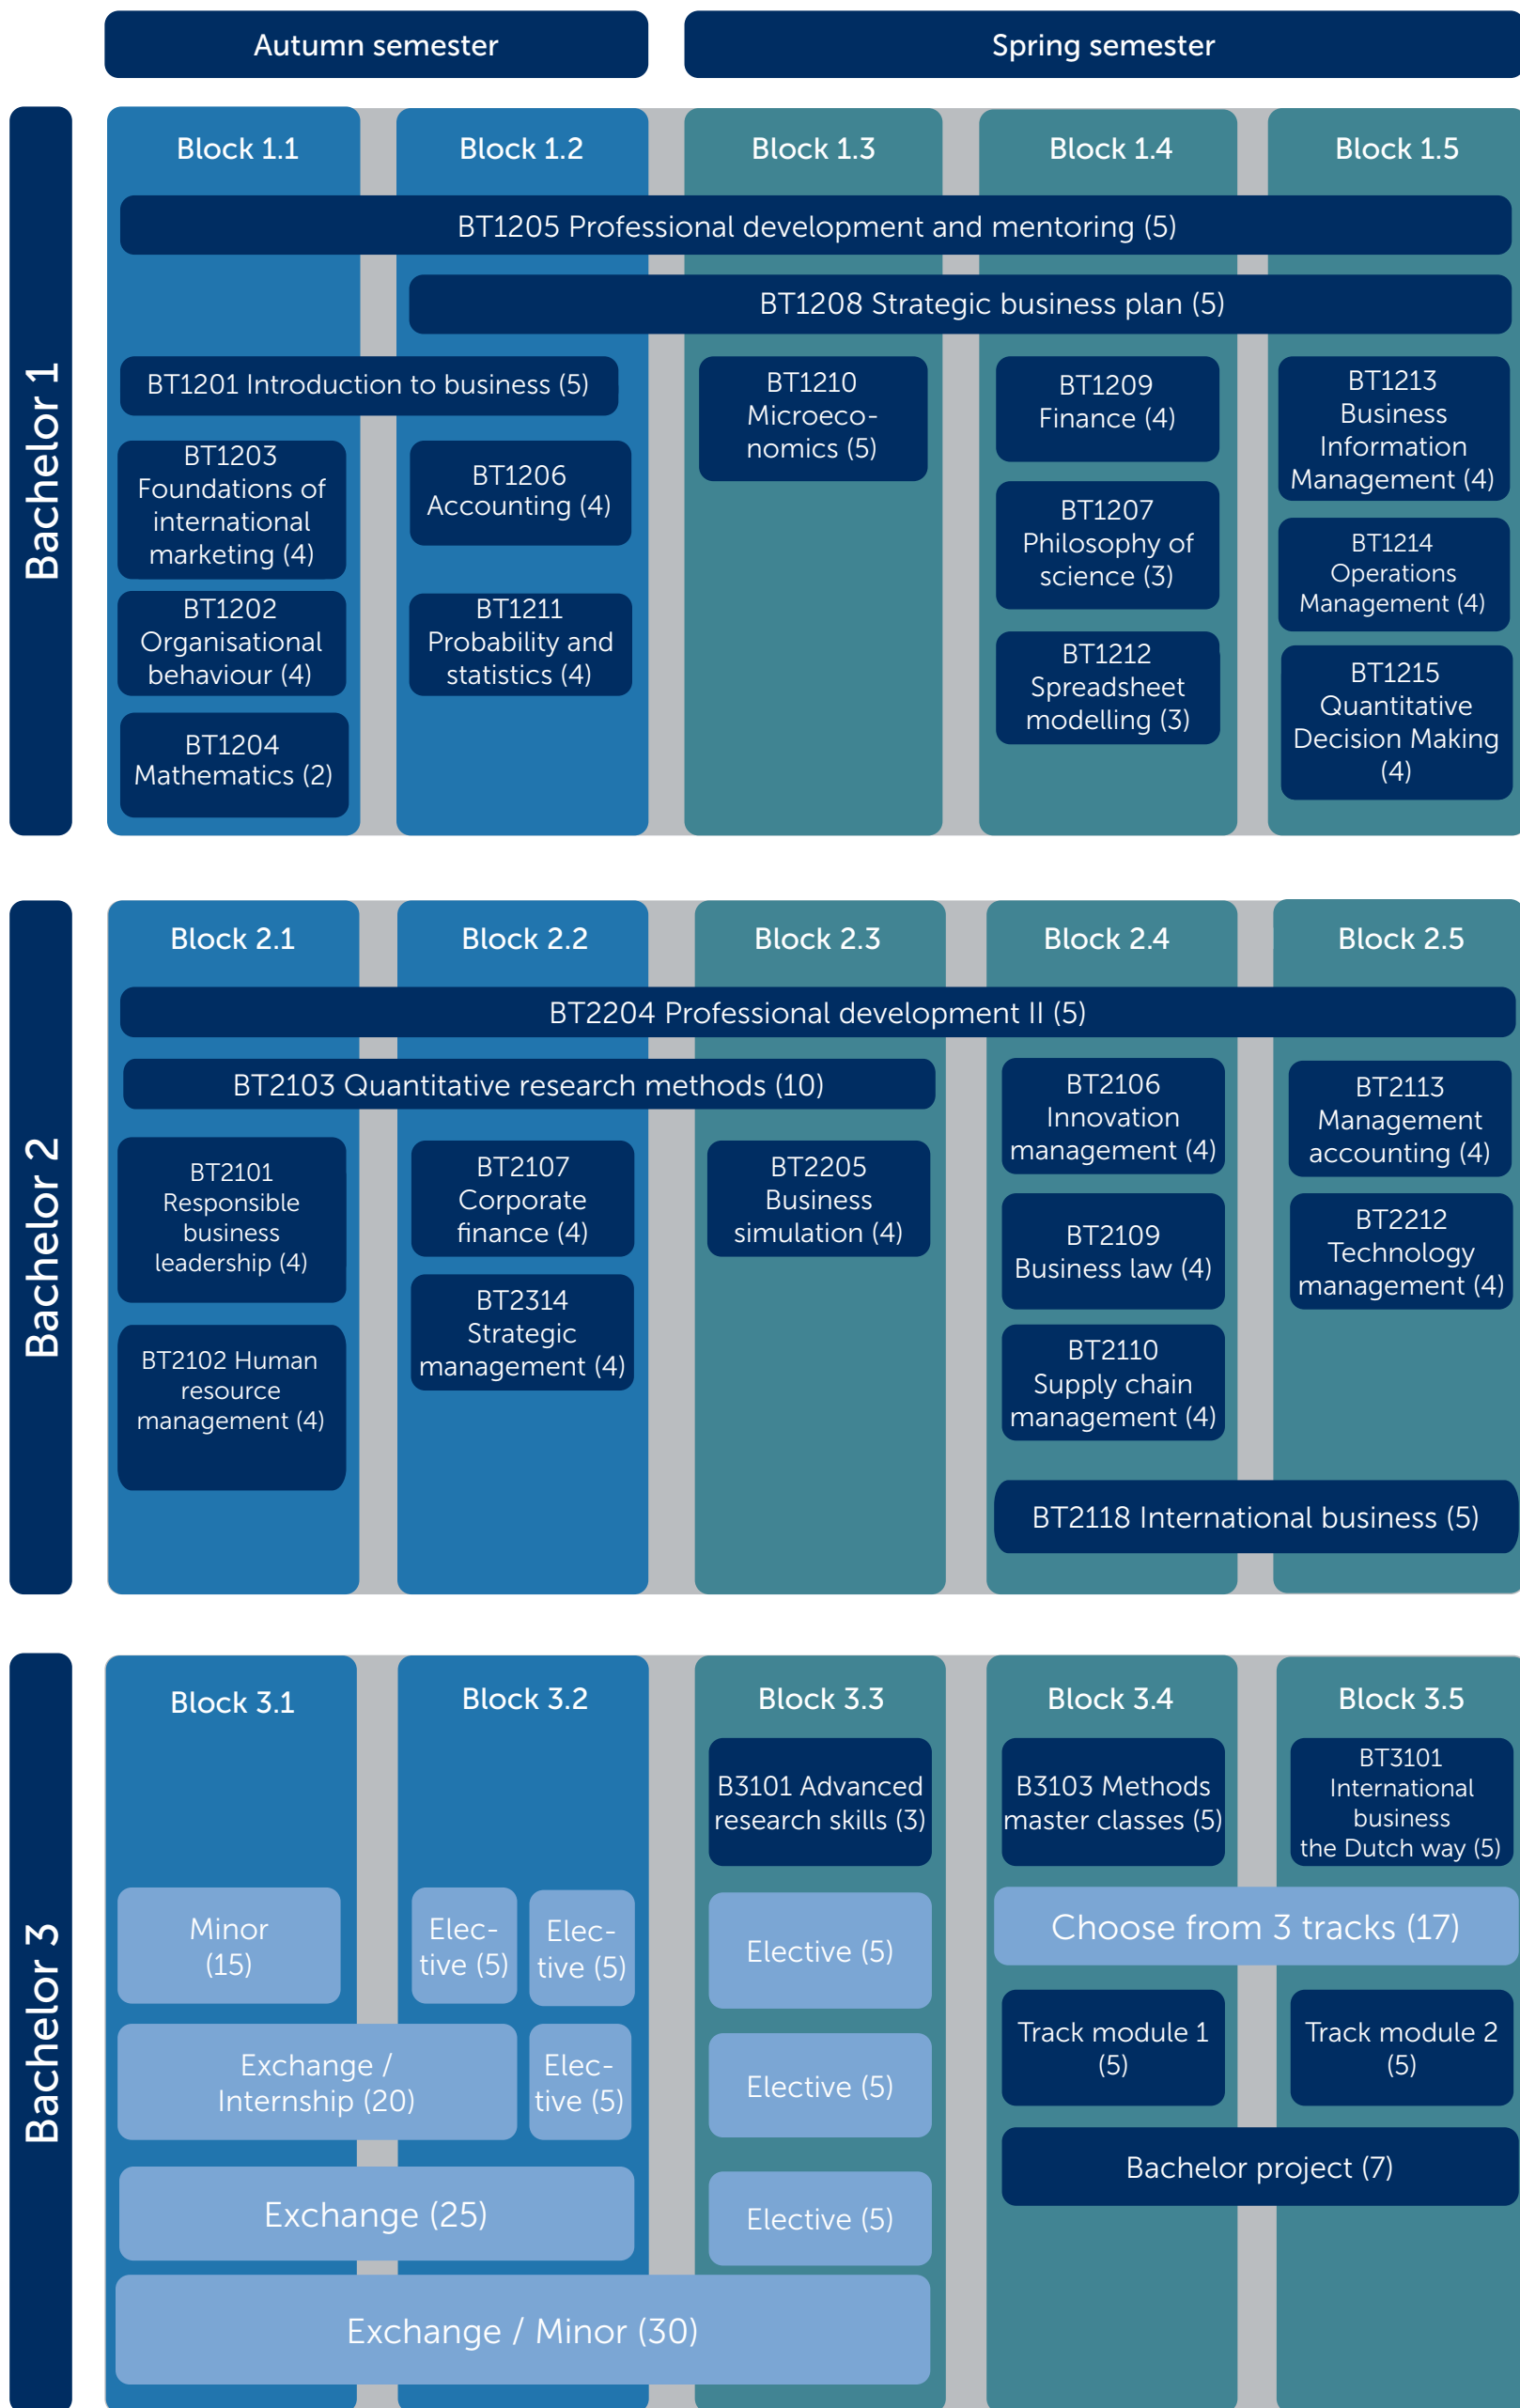 Autumn semester
Spring semester
Bachelor 1
Block 1.1
Block 1.2
Block 1.3
Block 1.4
Block 1.5
BT1205 Professional development and mentoring (5)
BT1208 Strategic business plan (5)
BT1201 Introduction to business (5)
BT1203
Foundations of
international
marketing (4)
BT1202
Organisational
behaviour (4)
BT1204
Mathematics (2)
BT1206
Accounting (4)
BT1211
Probability and
statistics (4)
BT1210
Microeco-
nomics (5)
BT1209
Finance (4)
BT1207
Philosophy of
science (3)
BT1212
Spreadsheet
modelling (3)
BT1213
Business
Information
Management (4)
BT1214
Operations
Management (4)
BT1215
Quantitative
Decision Making
(4)
Bachelor 2
Block 2.1
Block 2.2
Block 2.3
Block 2.4
Block 2.5
BT2204 Professional development II (5)
BT2103 Quantitative research methods (10)
BT2101
Responsible
business
leadership (4)
BT2102 Human
resource
management (4)
BT2107
Corporate
finance (4)
BT2314
Strategic
management (4)
BT2205
Business
simulation (4)
BT2106
Innovation
management (4)
BT2109
Business law (4)
BT2110
Supply chain
management (4)
BT2113
Management
accounting (4)
BT2212
Technology
management (4)
BT2118 International business (5)
Bachelor 3
Block 3.1
Block 3.2
Block 3.3
Block 3.4
Block 3.5
B3101 Advanced
research skills (3)
B3103 Methods
master classes (5)
BT3101
International
business
the Dutch way (5)
Minor
(15)
Elec-
tive (5)
Elec-
tive (5)
Elective (5)
Choose from 3 tracks (17)
Exchange /
Internship (20)
Elec-
tive (5)
Elective (5)
Track module 1
(5)
Track module 2
(5)
Exchange (25)
Elective (5)
Bachelor project (7)
Exchange / Minor (30)